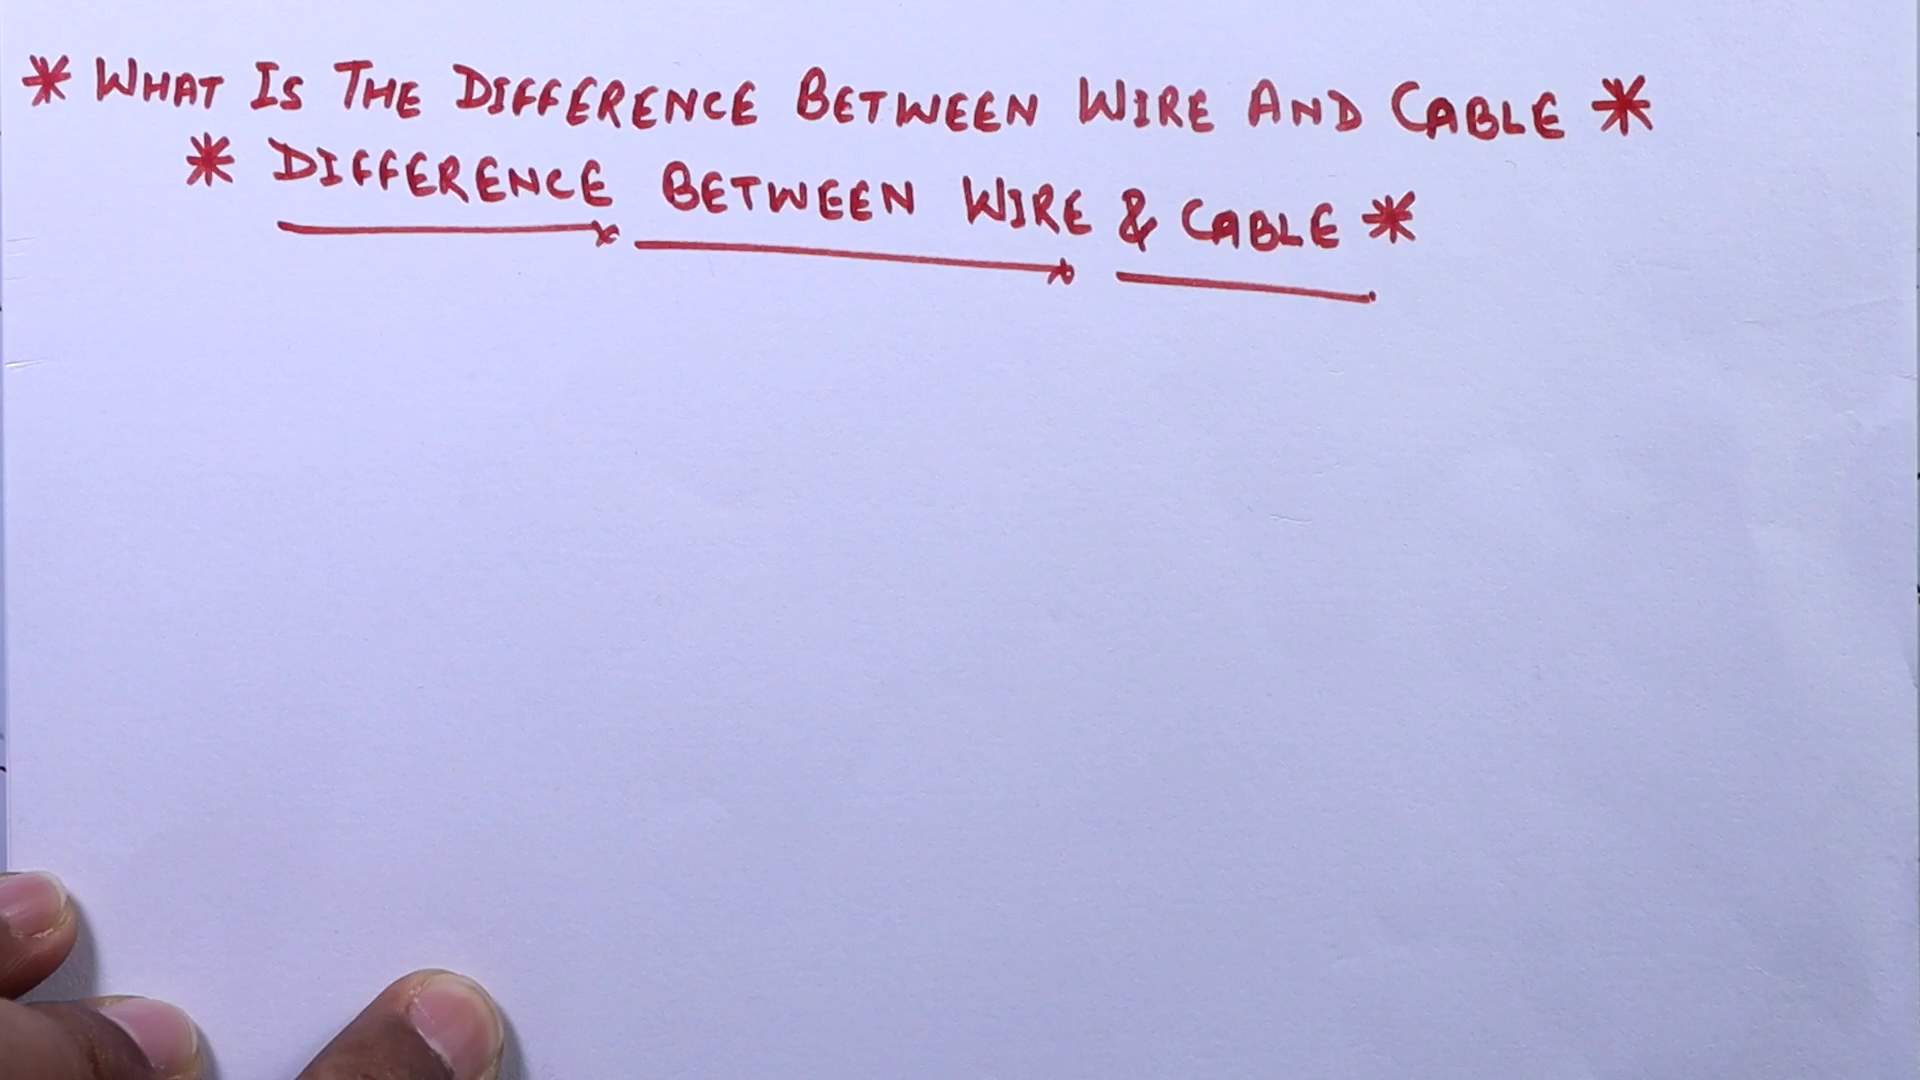 * WHAT IS THE DIFFERENCE BETWEEN WIRE AND CABLE *
* DIFFERENCE BETWEEN WIRE & CABLE *